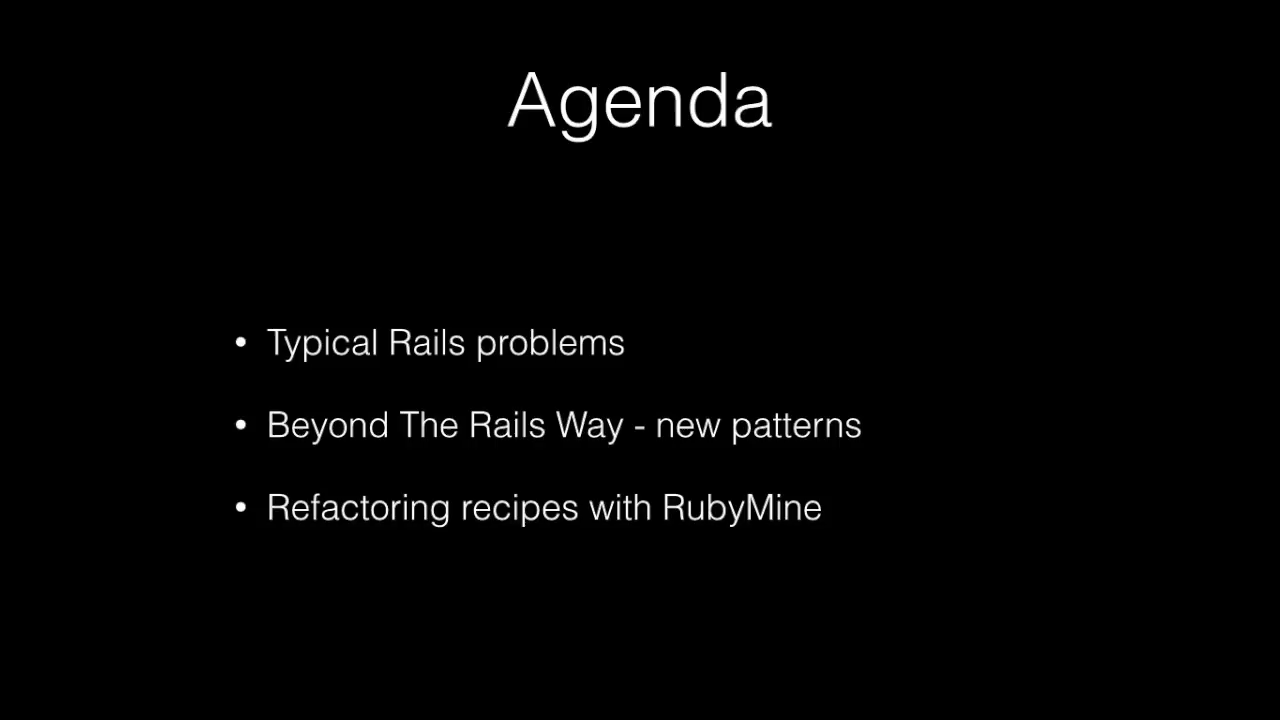 Agenda
• Typical Rails problems
• Beyond The Rails Way - new patterns
• Refactoring recipes with RubyMine